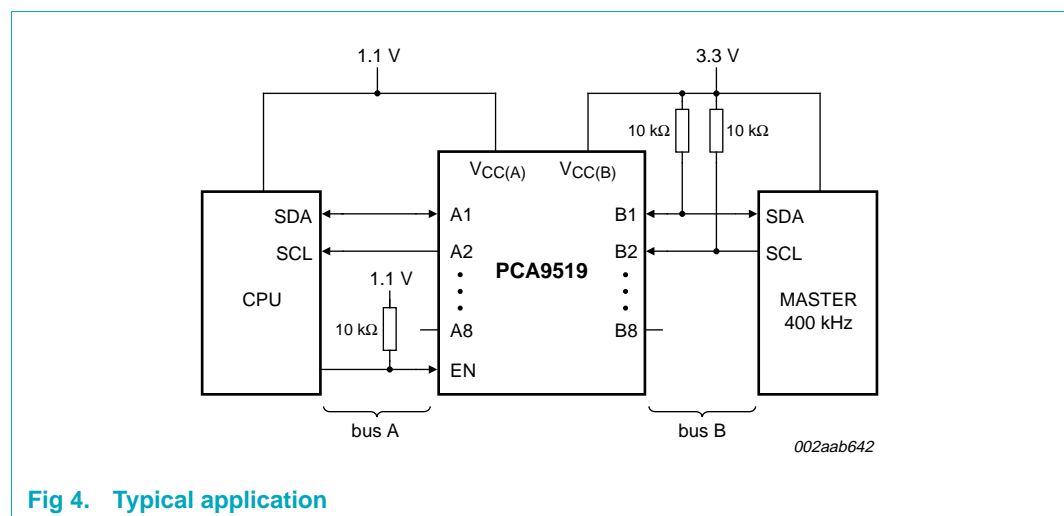 1.1 V
3.3 V
10 kΩ
10 kΩ
VCC(A)
VCC(B)
SDA
A1
B1
SDA
SCL
A2
B2
SCL
PCA9519
1.1 V
CPU
MASTER
400 kHz
10 kΩ
A8
B8
EN
bus A
bus B
002aab642
Fig 4. Typical application